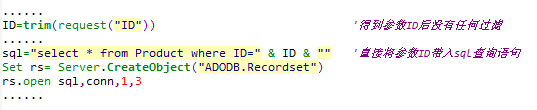 ......
ID=trim(request("ID")) '得到参数ID后没有任何过滤
......
sql="select * from Product where ID=" & ID & "" '直接将参数ID带入sql查询语句
Set rs= Server.CreateObject("ADODB.Recordset")
rs.open sql,conn,1,3
......